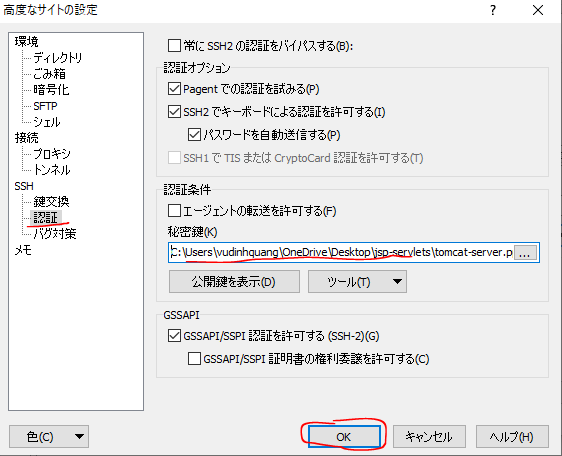 高度なサイトの設定
環境
ディレクトリ
ごみ箱
暗号化
SFTP
シェル
接続
プロキシ
トンネル
SSH
鍵交換
認証
バグ対策
メモ
常に SSH2 の認証をバイパスする(B):
認証オプション
Pagent での認証を試みる(P)
SSH2 でキーボードによる認証を許可する(I)
パスワードを自動送信する(P)
SSH1 で TIS または CryptoCard 認証を許可する(T)
認証条件
エージェントの転送を許可する(F)
秘密鍵(K)
C:\Users\vudinhquang\OneDrive\Desktop\jsp-servlets\tomcat-server.p
...
公開鍵を表示(D)
ツール(T)
GSSAPI
GSSAPI/SSPI 認証を許可する (SSH-2)(G)
GSSAPI/SSPI 証明書の権利委譲を許可する(C)
色(C)
OK
キャンセル
ヘルプ(H)